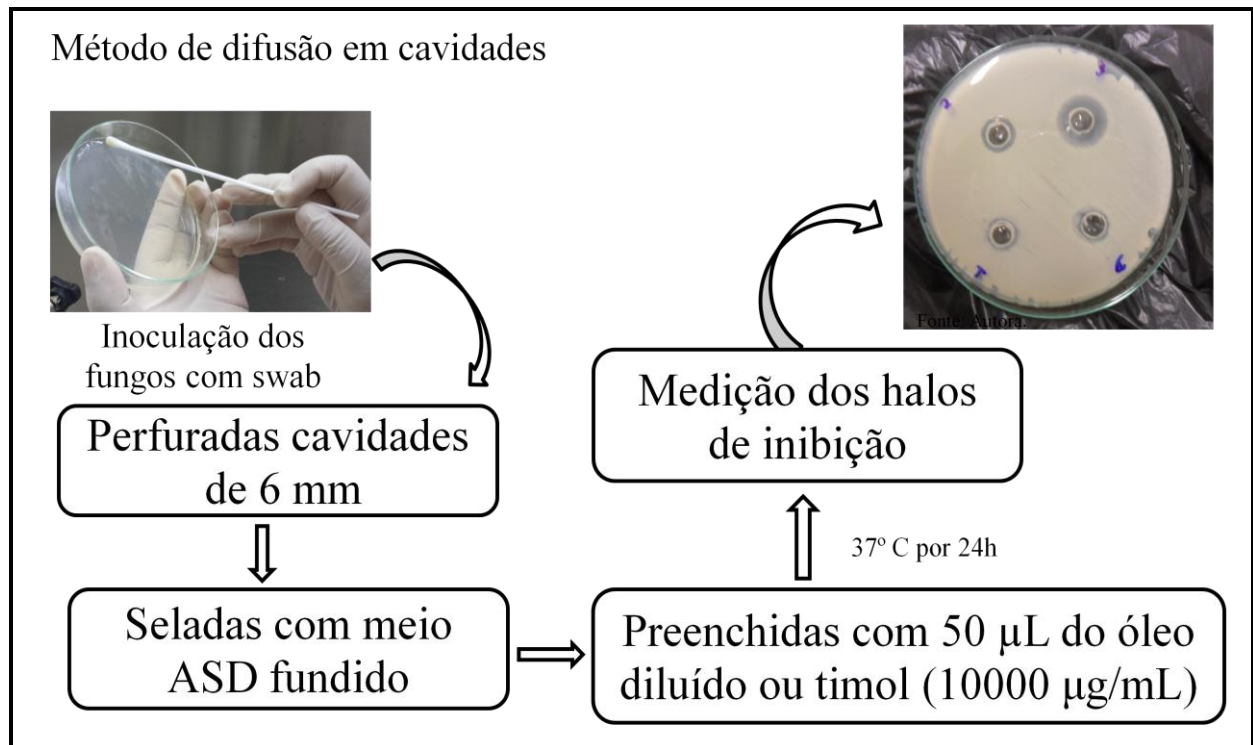 Método de difusão em cavidades
Inoculação dos
fungos com swab
Perfuradas cavidades
de 6 mm
Seladas com meio
ASD fundido
Preenchidas com 50 µL do óleo
diluído ou timol (10000 µg/mL)
37º C por 24h
Medição dos halos
de inibição
Fonte: Autora.